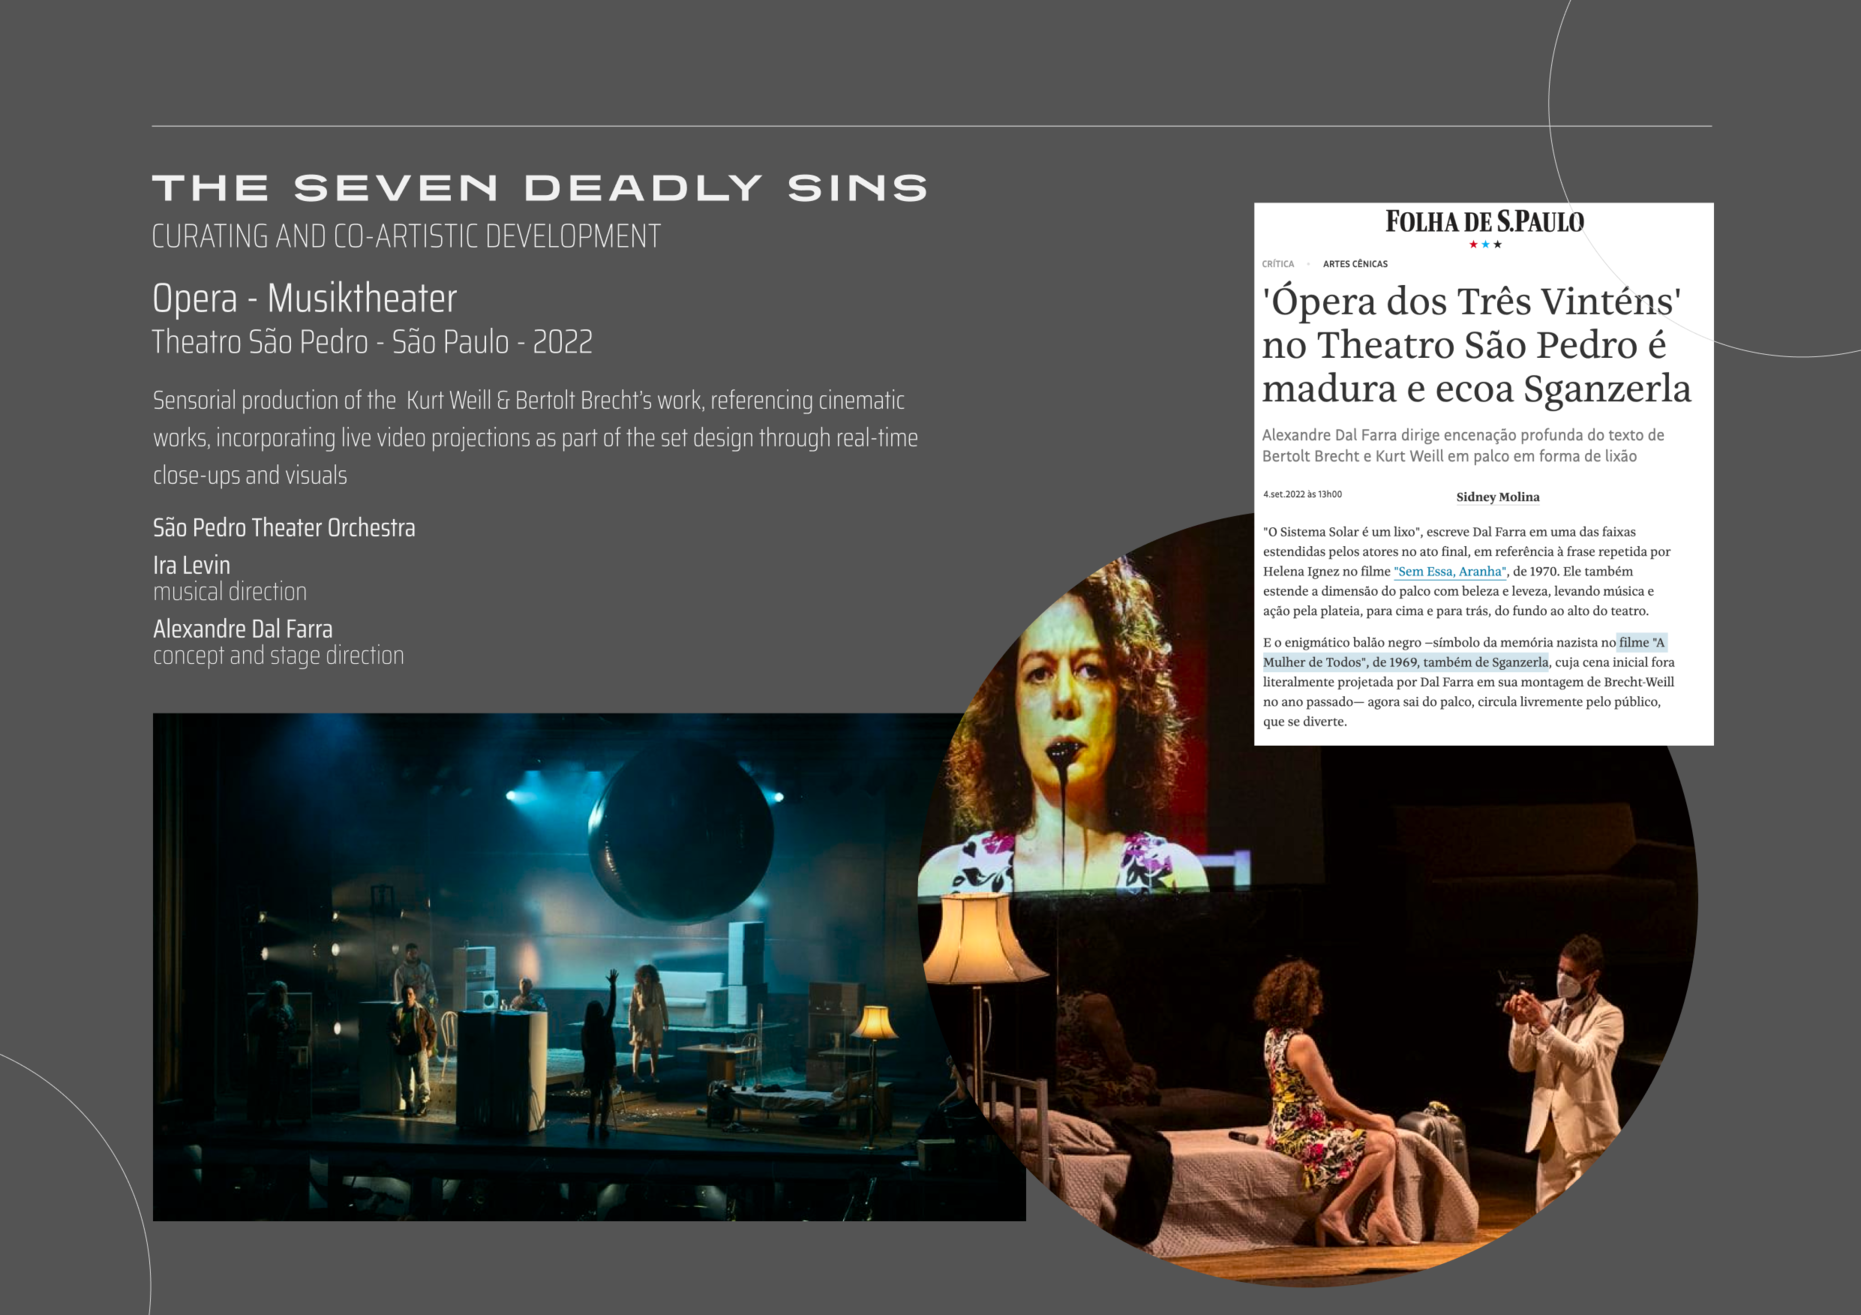 THE SEVEN DEADLY SINS
CURATING AND CO-ARTISTIC DEVELOPMENT
Opera - Musiktheater
Theatro São Pedro - São Paulo - 2022
Sensorial production of the Kurt Weill & Bertolt Brecht's work, referencing cinematic
works, incorporating live video projections as part of the set design through real-time
close-ups and visuals
São Pedro Theater Orchestra
Ira Levin
musical direction
Alexandre Dal Farra
concept and stage direction
FOLHA DE S.PAULO
CRÍTICA · ARTES CÊNICAS
'Ópera dos Três Vinténs'
no Theatro São Pedro é
madura e ecoa Sganzerla
Alexandre Dal Farra dirige encenação profunda do texto de
Bertolt Brecht e Kurt Weill em palco em forma de lixão
4.set.2022 às 13h00
Sidney Molina
"O Sistema Solar é um lixo", escreve Dal Farra em uma das faixas
estendidas pelos atores no ato final, em referência à frase repetida por
Helena Ignez no filme "Sem Essa, Aranha", de 1970. Ele também
estende a dimensão do palco com beleza e leveza, levando música e
ação pela plateia, para cima e para trás, do fundo ao alto do teatro.
E o enigmático balão negro –símbolo da memória nazista no filme "A
Mulher de Todos", de 1969, também de Sganzerla, cuja cena inicial fora
literalmente projetada por Dal Farra em sua montagem de Brecht-Weill
no ano passado— agora sai do palco, circula livremente pelo público,
que se diverte.